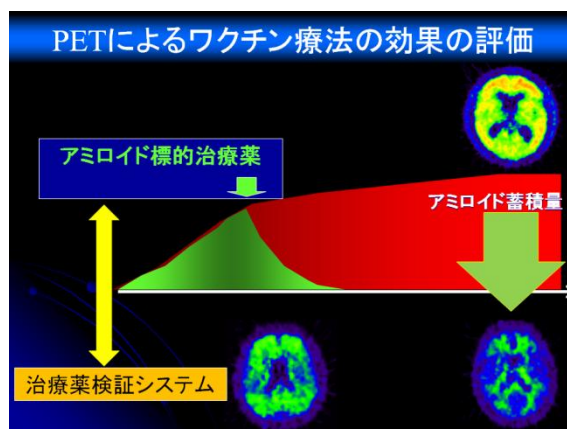 PETによるワクチン療法の効果の評価
アミロイド標的治療薬
アミロイド蓄積量
治療薬検証システム